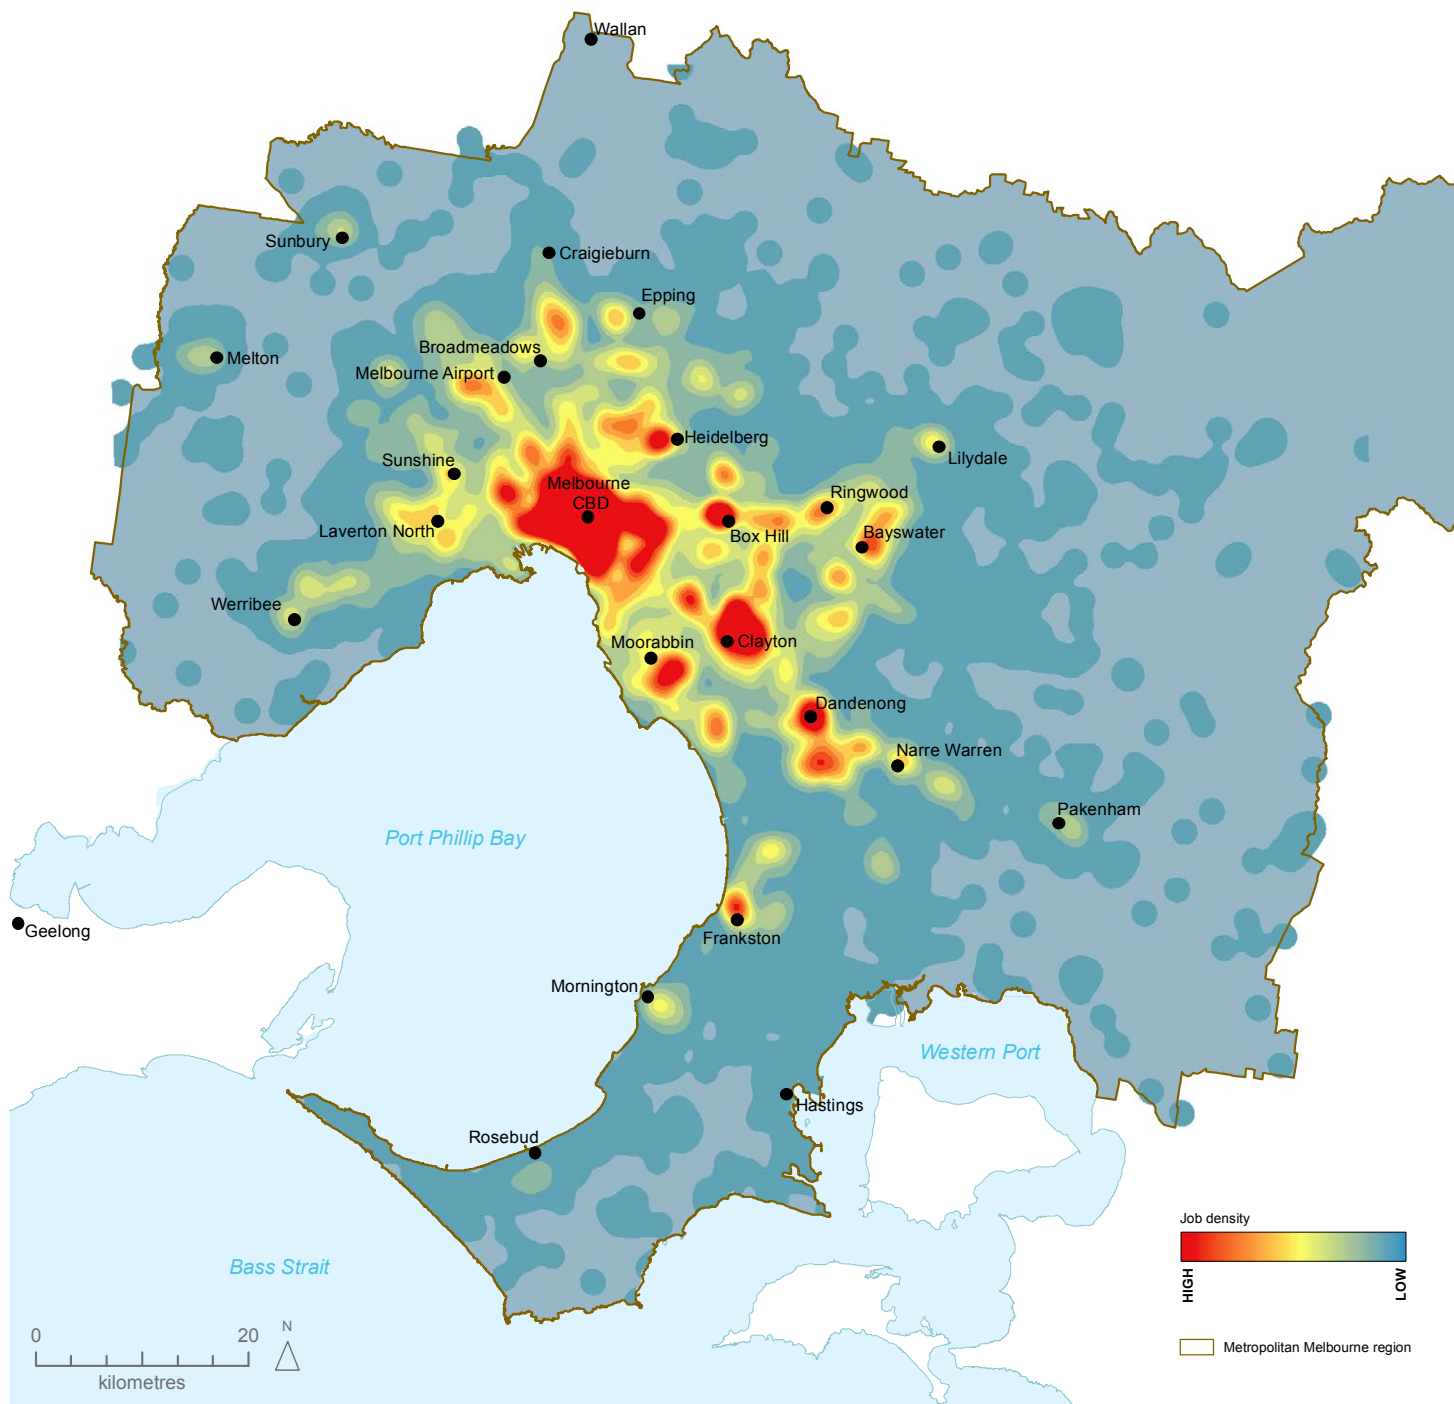 Wallan
Sunbury
Craigieburn
Epping
Broadmeadows
Melton
Melbourne Airport
Heidelberg
Lilydale
Sunshine
Melbourne
CBD
Ringwood
Laverton North
Box Hill
Bayswater
Werribee
Moorabbin
Clayton
Dandenong
Narre Warren
Pakenham
Port Phillip Bay
Geelong
Frankston
Mornington
Western Port
Hastings
Rosebud
Bass Strait
Job density
HIGH
LOW
0 20
N
kilometres
Metropolitan Melbourne region